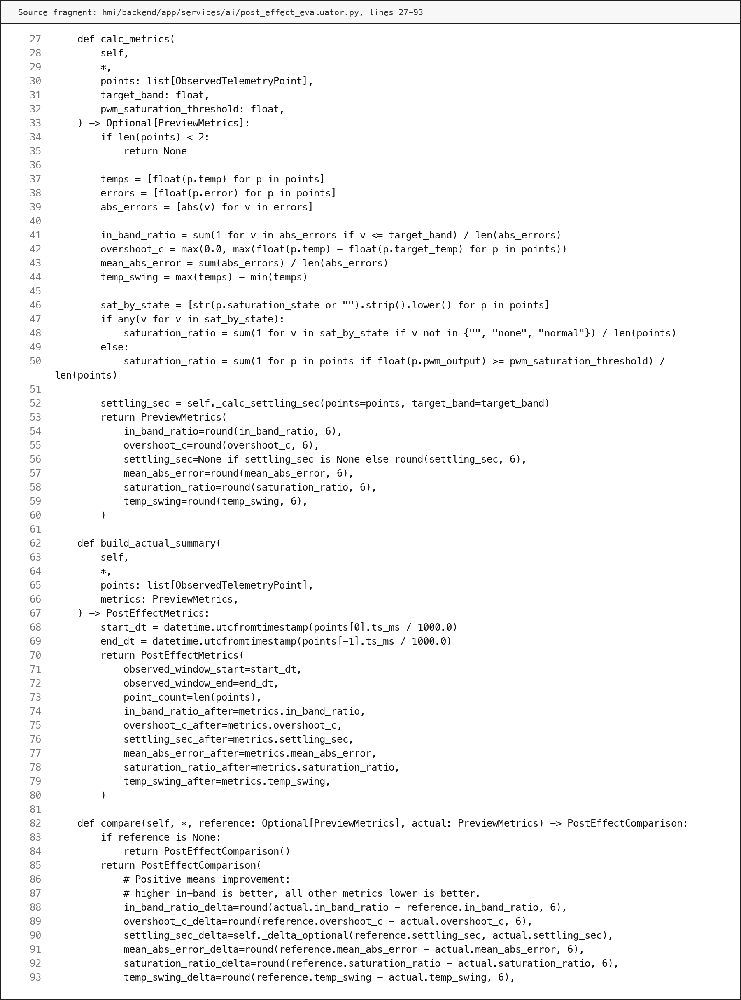 Source fragment: hmi/backend/app/services/ai/post_effect_evaluator.py, lines 27–93
27    def calc_metrics(
28        self,
29        *,
30        points: list[ObservedTelemetryPoint],
31        target_band: float,
32        pwm_saturation_threshold: float,
33    ) −> Optional[PreviewMetrics]:
34        if len(points) < 2:
35            return None
36
37        temps = [float(p.temp) for p in points]
38        errors = [float(p.error) for p in points]
39        abs_errors = [abs(v) for v in errors]
40
41        in_band_ratio = sum(1 for v in abs_errors if v <= target_band) / len(abs_errors)
42        overshoot_c = max(0.0, max(float(p.temp) − float(p.target_temp) for p in points))
43        mean_abs_error = sum(abs_errors) / len(abs_errors)
44        temp_swing = max(temps) − min(temps)
45
46        sat_by_state = [str(p.saturation_state or "").strip().lower() for p in points]
47        if any(v for v in sat_by_state):
48            saturation_ratio = sum(1 for v in sat_by_state if v not in {"", "none", "normal"}) / len(points)
49        else:
50            saturation_ratio = sum(1 for p in points if float(p.pwm_output) >= pwm_saturation_threshold) /
len(points)
51
52        settling_sec = self._calc_settling_sec(points=points, target_band=target_band)
53        return PreviewMetrics(
54            in_band_ratio=round(in_band_ratio, 6),
55            overshoot_c=round(overshoot_c, 6),
56            settling_sec=None if settling_sec is None else round(settling_sec, 6),
57            mean_abs_error=round(mean_abs_error, 6),
58            saturation_ratio=round(saturation_ratio, 6),
59            temp_swing=round(temp_swing, 6),
60        )
61
62    def build_actual_summary(
63        self,
64        *,
65        points: list[ObservedTelemetryPoint],
66        metrics: PreviewMetrics,
67    ) −> PostEffectMetrics:
68        start_dt = datetime.utcfromtimestamp(points[0].ts_ms / 1000.0)
69        end_dt = datetime.utcfromtimestamp(points[−1].ts_ms / 1000.0)
70        return PostEffectMetrics(
71            observed_window_start=start_dt,
72            observed_window_end=end_dt,
73            point_count=len(points),
74            in_band_ratio_after=metrics.in_band_ratio,
75            overshoot_c_after=metrics.overshoot_c,
76            settling_sec_after=metrics.settling_sec,
77            mean_abs_error_after=metrics.mean_abs_error,
78            saturation_ratio_after=metrics.saturation_ratio,
79            temp_swing_after=metrics.temp_swing,
80        )
81
82    def compare(self, *, reference: Optional[PreviewMetrics], actual: PreviewMetrics) −> PostEffectComparison:
83        if reference is None:
84            return PostEffectComparison()
85        return PostEffectComparison(
86            # Positive means improvement:
87            # higher in−band is better, all other metrics lower is better.
88            in_band_ratio_delta=round(actual.in_band_ratio − reference.in_band_ratio, 6),
89            overshoot_c_delta=round(reference.overshoot_c − actual.overshoot_c, 6),
90            settling_sec_delta=self._delta_optional(reference.settling_sec, actual.settling_sec),
91            mean_abs_error_delta=round(reference.mean_abs_error − actual.mean_abs_error, 6),
92            saturation_ratio_delta=round(reference.saturation_ratio − actual.saturation_ratio, 6),
93            temp_swing_delta=round(reference.temp_swing − actual.temp_swing, 6),